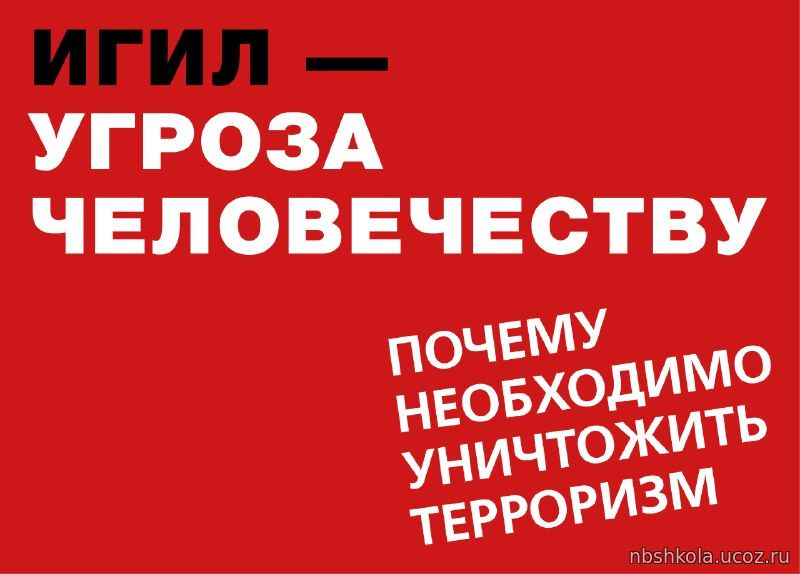 ИГИЛ —
УГРОЗА
ЧЕЛОВЕЧЕСТВУ
ПОЧЕМУ
НЕОБХОДИМО
УНИЧТОЖИТЬ
ТЕРРОРИЗМ
nbshkola.ucoz.ru